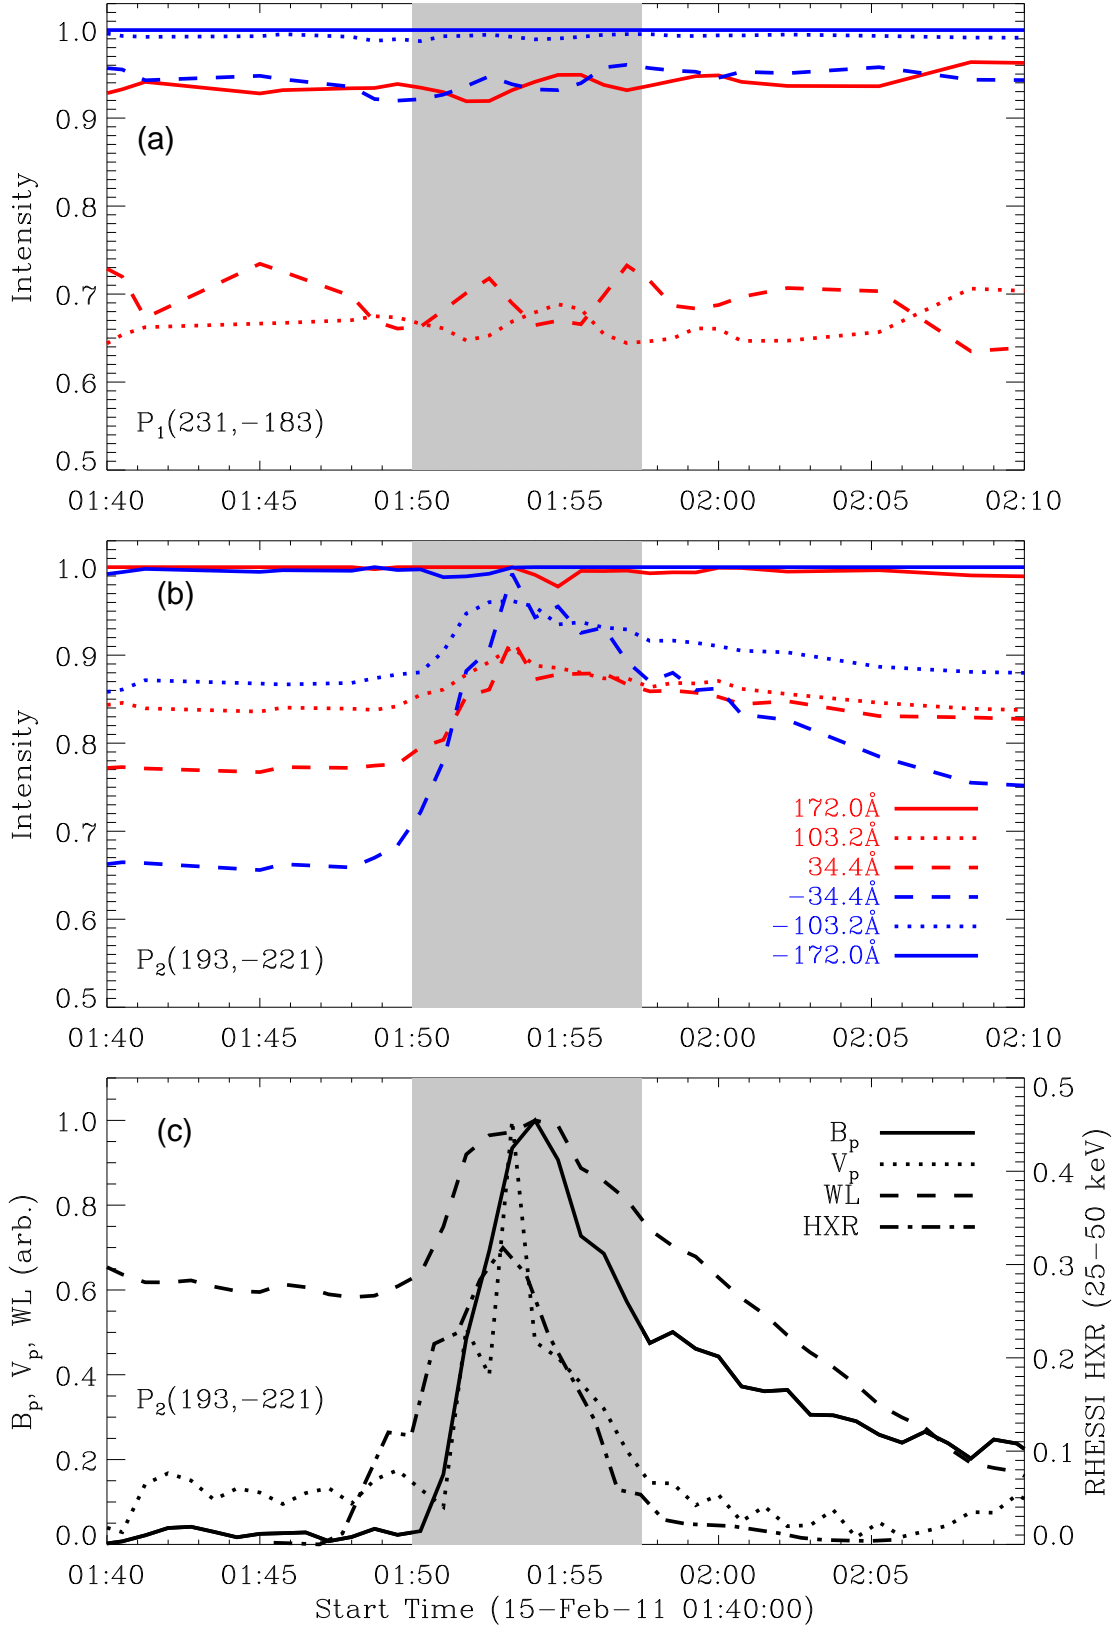 1.0
0.9
0.8
0.7
0.6
0.5
Intensity
(a)
P1(231,−183)
01:40 01:45 01:50 01:55 02:00 02:05 02:10
1.0
0.9
0.8
0.7
0.6
0.5
Intensity
(b)
P2(193,−221)
172.0Å
103.2Å
34.4Å
−34.4Å
−103.2Å
−172.0Å
01:40 01:45 01:50 01:55 02:00 02:05 02:10
1.0
0.8
0.6
0.4
0.2
0.0
Bp, Vp, WL (arb.)
(c)
P2(193,−221)
Bp
Vp
WL
HXR
0.5
0.4
0.3
0.2
0.1
0.0
RHESSI HXR (25−50 keV)
01:40 01:45 01:50 01:55 02:00 02:05
Start Time (15−Feb−11 01:40:00)